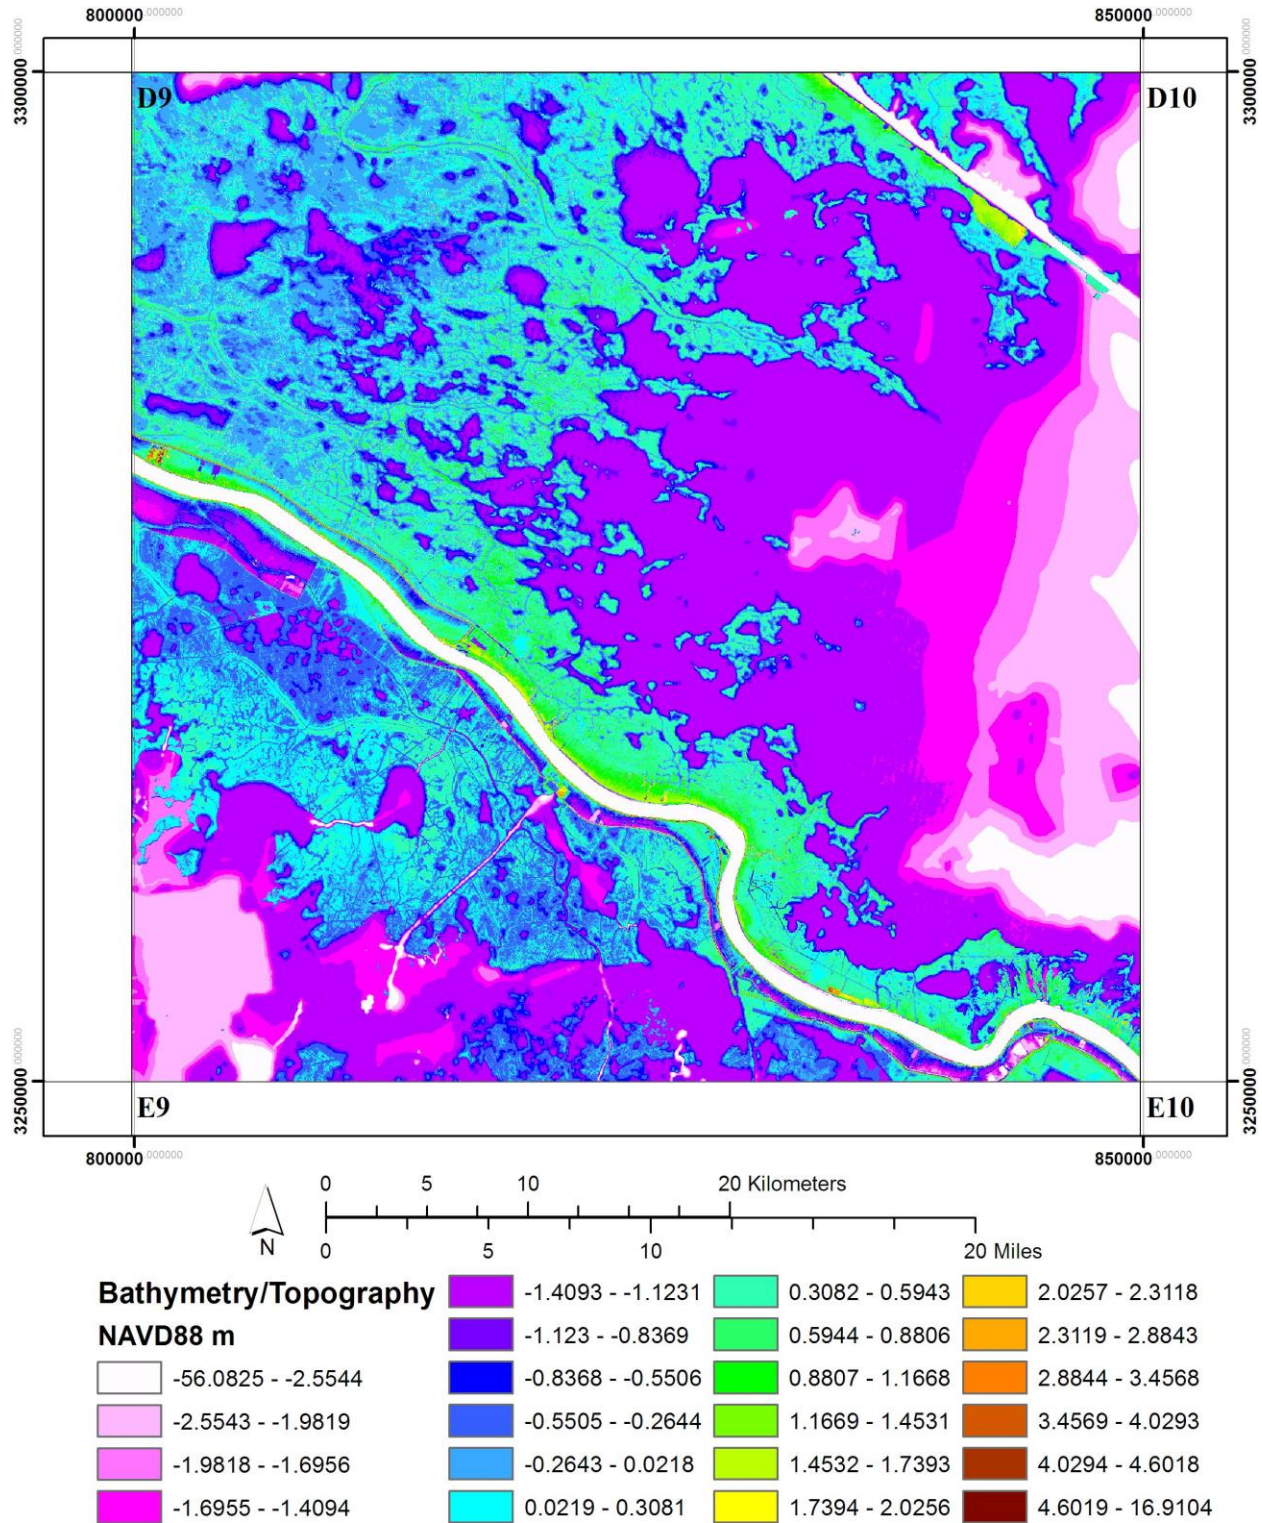 800000.000000 850000.000000
3300000.000000 3300000.000000
D9 D10
3250000.000000 3250000.000000
E9 E10
800000.000000 850000.000000
N
0 5 10 20 Kilometers
0 5 10 20 Miles
Bathymetry/Topography
NAVD88 m
-56.0825 - -2.5544
-2.5543 - -1.9819
-1.9818 - -1.6956
-1.6955 - -1.4094
-1.4093 - -1.1231
-1.123 - -0.8369
-0.8368 - -0.5506
-0.5505 - -0.2644
-0.2643 - 0.0218
0.0219 - 0.3081
0.3082 - 0.5943
0.5944 - 0.8806
0.8807 - 1.1668
1.1669 - 1.4531
1.4532 - 1.7393
1.7394 - 2.0256
2.0257 - 2.3118
2.3119 - 2.8843
2.8844 - 3.4568
3.4569 - 4.0293
4.0294 - 4.6018
4.6019 - 16.9104